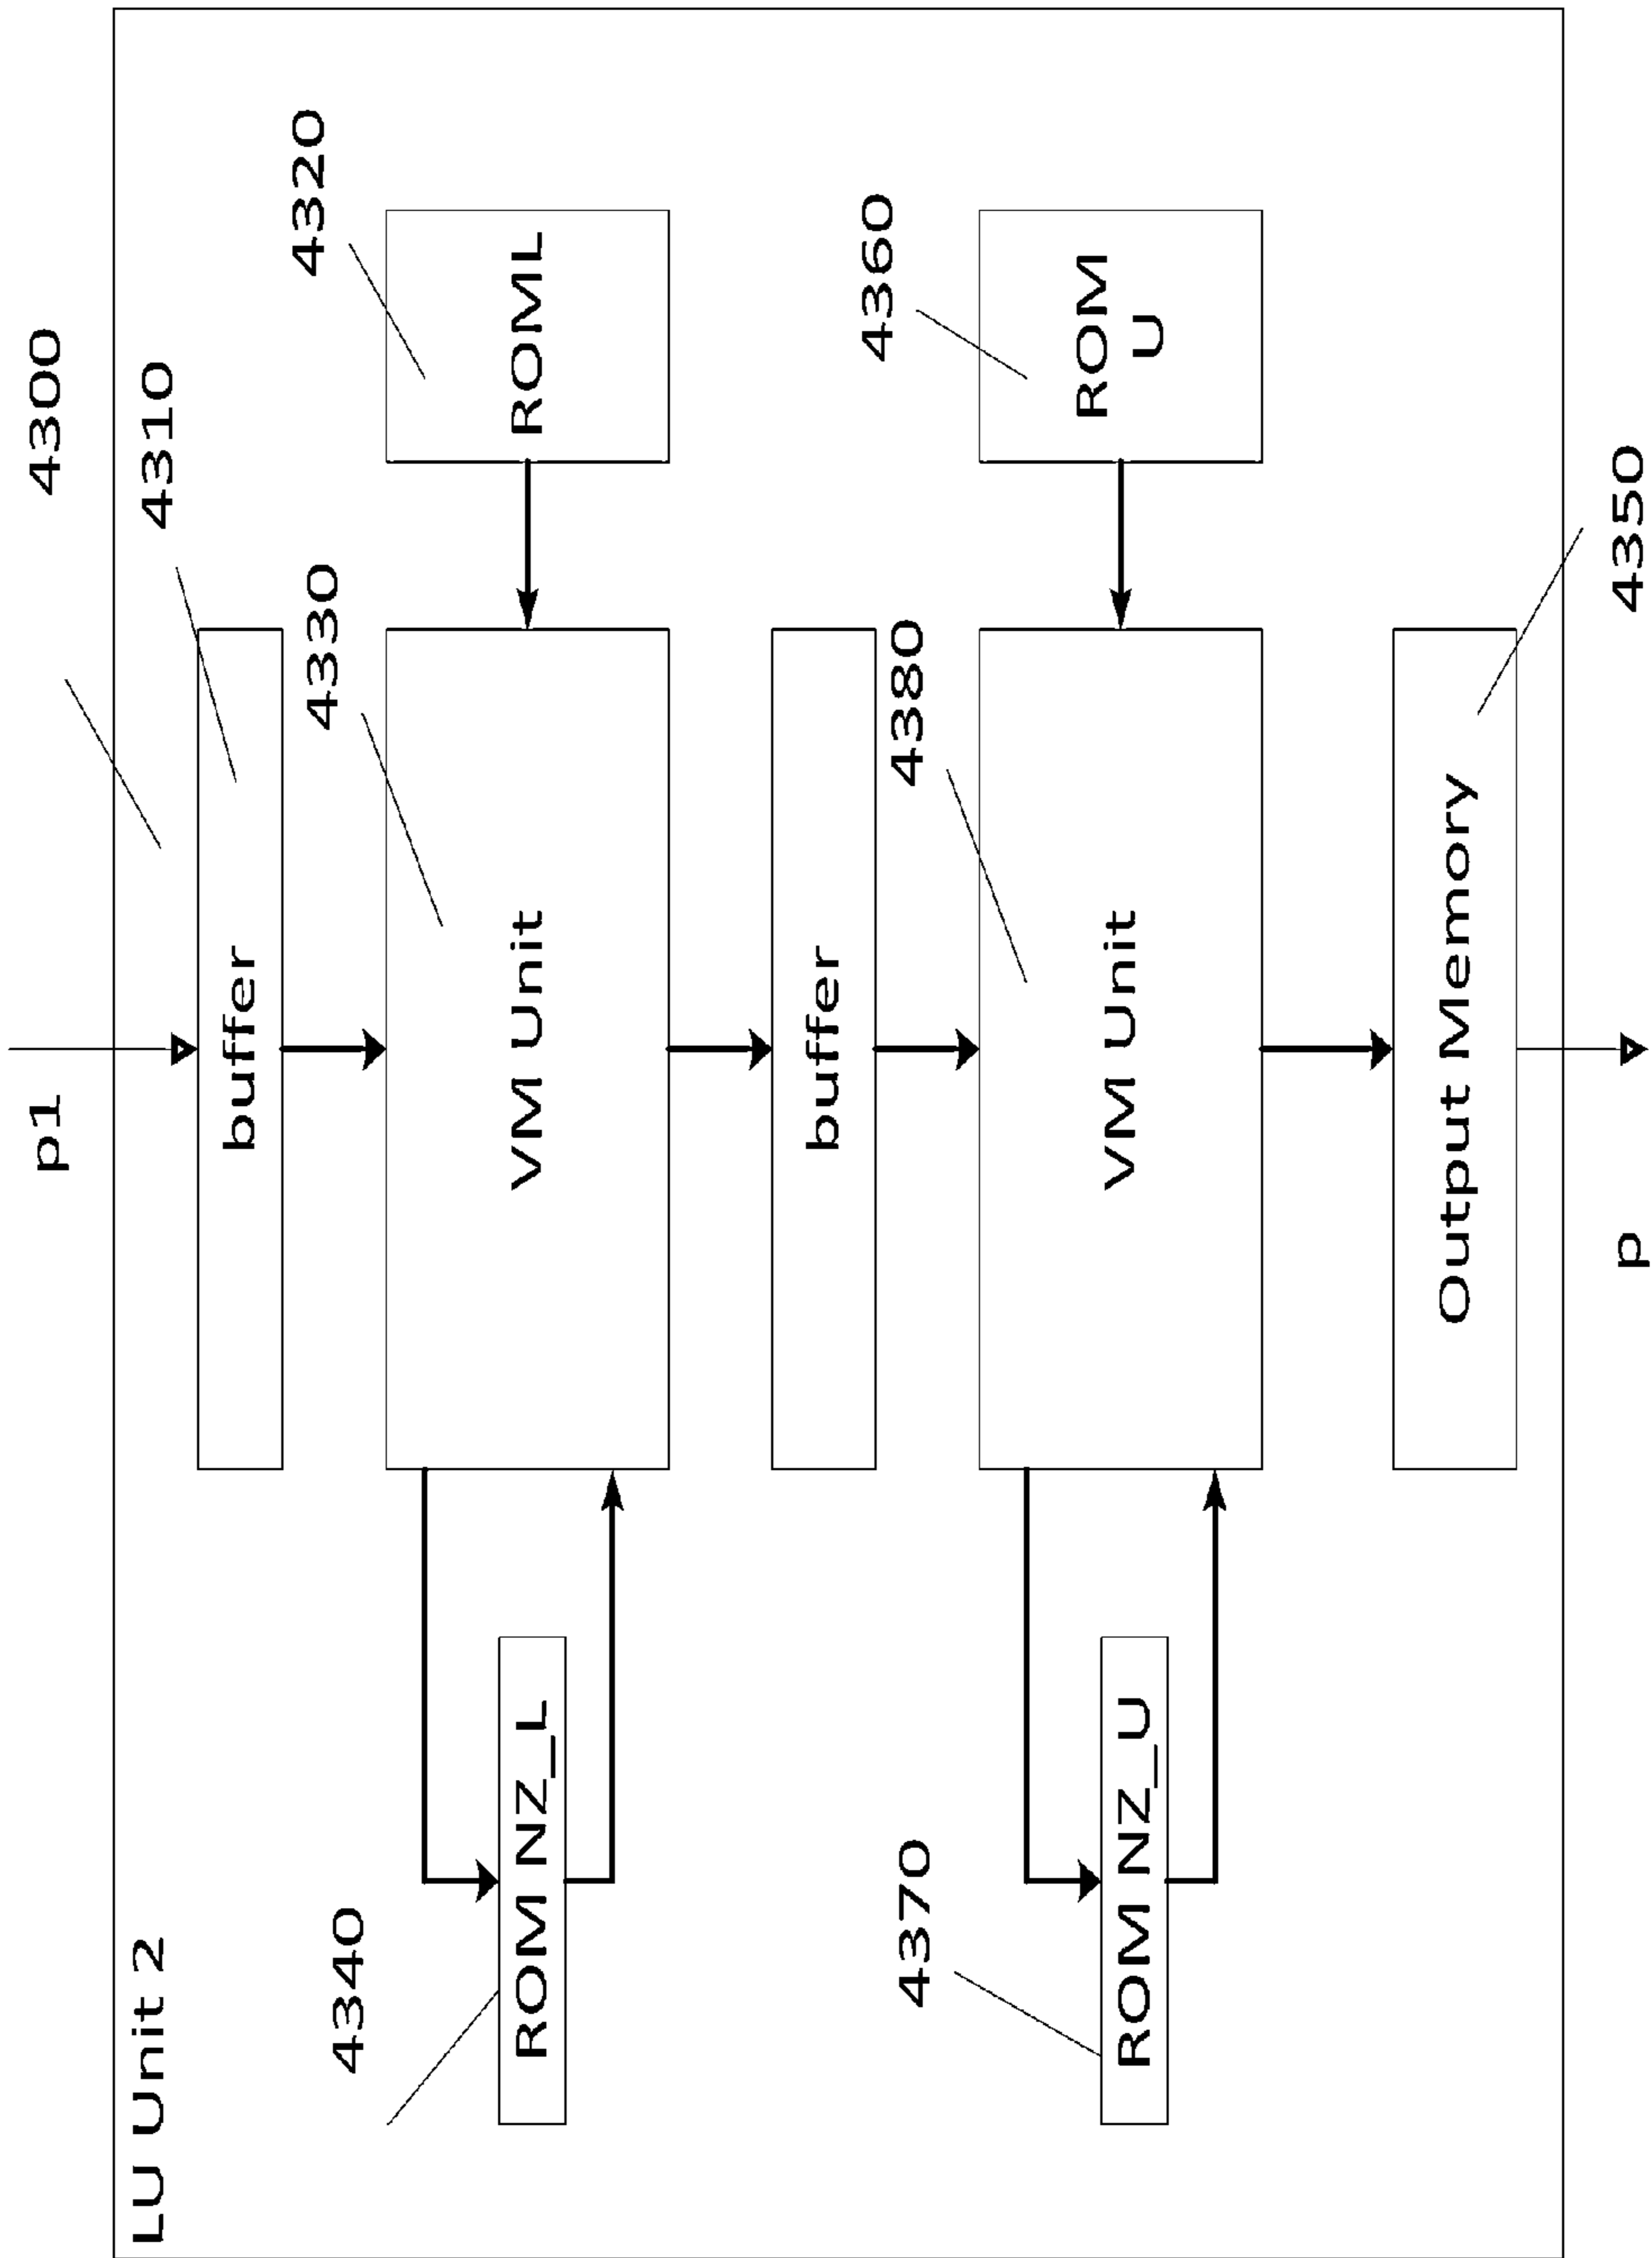 LU Unit 2
p1
4300
buffer
4310
4340
ROM NZ_L
VM Unit
4330
ROML
4320
buffer
4370
ROM NZ_U
VM Unit
4380
ROM
U
4360
Output Memory
4350
p